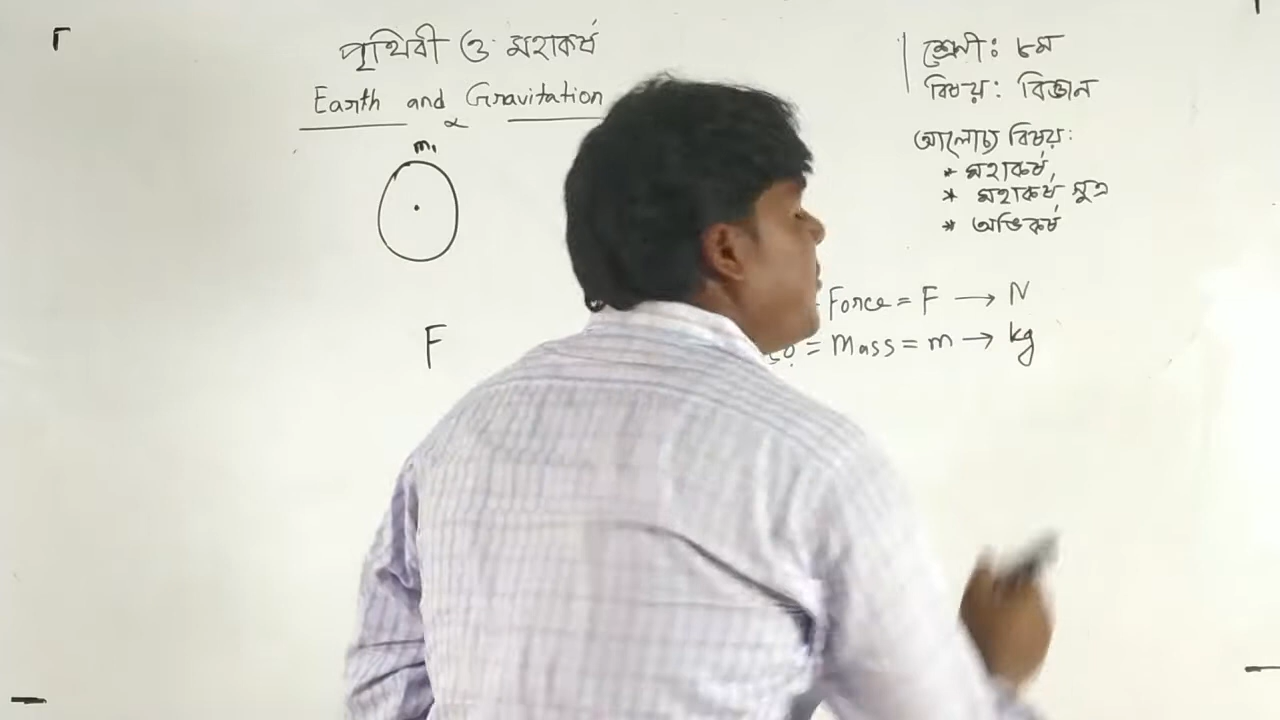 পৃথিবী ও মহাকর্ষ
Earth and Gravitation
α
m₁
F
শ্রেণী: ৮ম
বিষয়: বিজ্ঞান
আলোচ্য বিষয়:
* মহাকর্ষ,
* মহাকর্ষ সূত্র
* অভিকর্ষ
Force = F → N
= Mass = m → kg